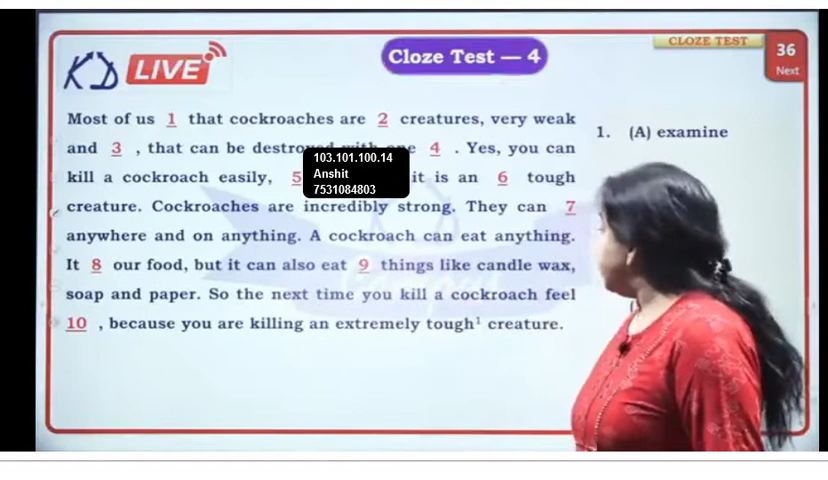 KD LIVE
Cloze Test — 4
CLOZE TEST
36
Next
Most of us 1 that cockroaches are 2 creatures, very weak
and 3 , that can be destroyed with one 4 . Yes, you can
kill a cockroach easily, 5 it is an 6 tough
creature. Cockroaches are incredibly strong. They can 7
anywhere and on anything. A cockroach can eat anything.
It 8 our food, but it can also eat 9 things like candle wax,
soap and paper. So the next time you kill a cockroach feel
10 , because you are killing an extremely tough¹ creature.
103.101.100.14
Anshit
7531084803
1. (A) examine